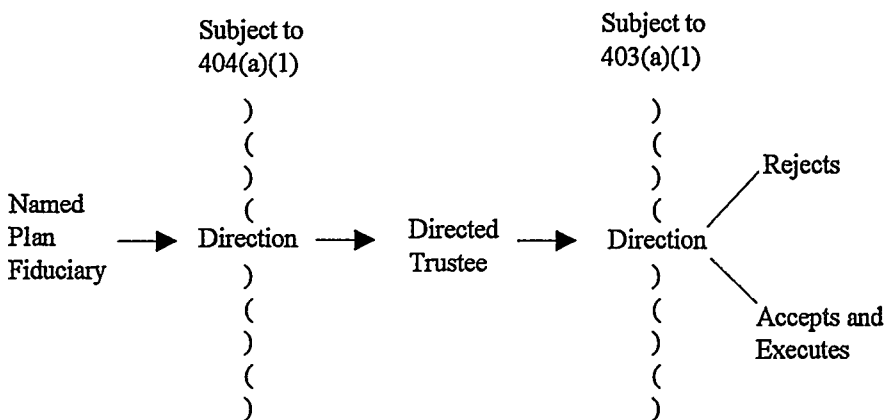 Subject to
404(a)(1)
Subject to
403(a)(1)
Named
Plan
Fiduciary
Direction
Directed
Trustee
Direction
Rejects
Accepts and
Executes